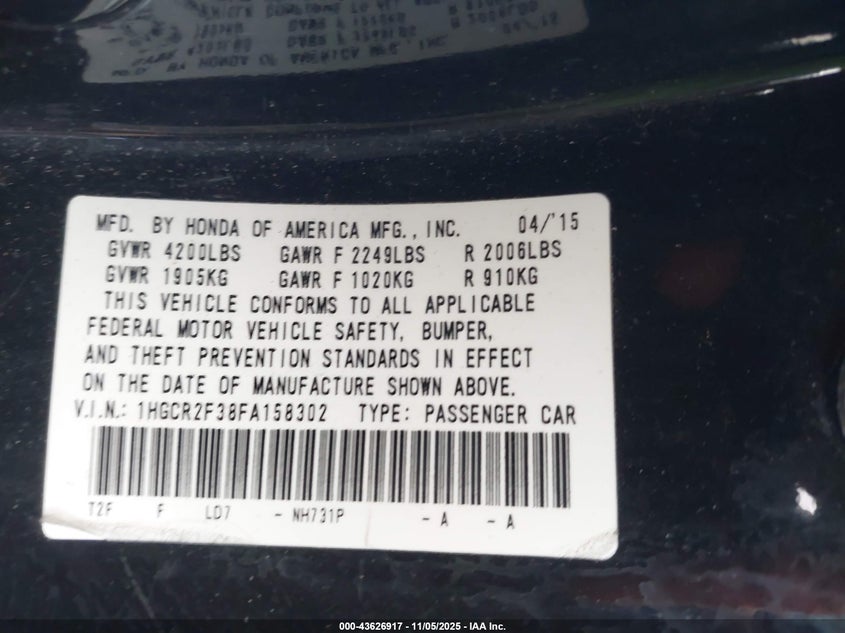 MFD. BY HONDA OF AMERICA MFG., INC. 04/'15
GVWR 4200LBS GAWR F 2249LBS R 2006LBS
GVWR 1905KG GAWR F 1020KG R 910KG
THIS VEHICLE CONFORMS TO ALL APPLICABLE
FEDERAL MOTOR VEHICLE SAFETY, BUMPER,
AND THEFT PREVENTION STANDARDS IN EFFECT
ON THE DATE OF MANUFACTURE SHOWN ABOVE.
V.I.N.: 1HGCR2F38FA158302 TYPE: PASSENGER CAR
T2F F LD7 - NH731P - A - A
000-43626917 - 11/05/2025 - IAA Inc.